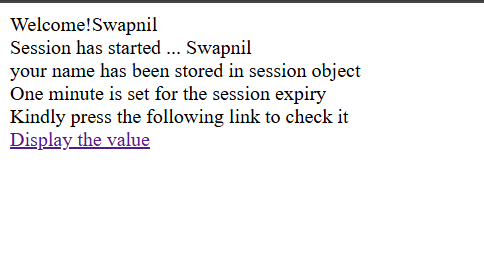 Welcome!Swapnil
Session has started ... Swapnil
your name has been stored in session object
One minute is set for the session expiry
Kindly press the following link to check it
Display the value